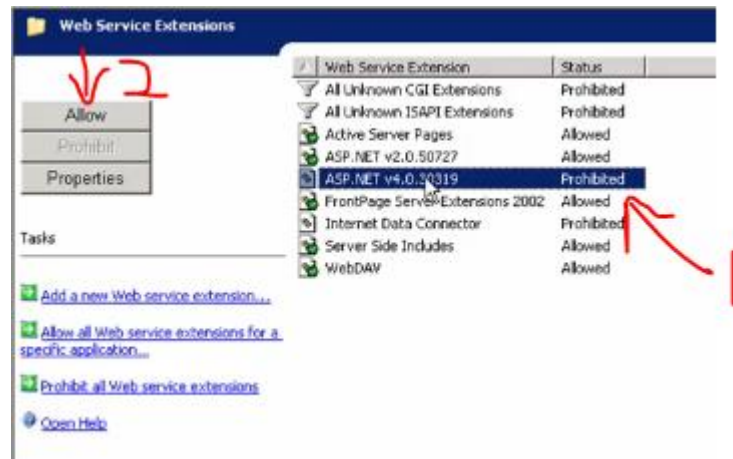 Web Service Extensions
2
Allow
Prohibit
Properties
Tasks
Add a new Web service extension...
Allow all Web service extensions for a
specific application...
Prohibit all Web service extensions
Open Help
Web Service Extension Status
All Unknown CGI Extensions Prohibited
All Unknown ISAPI Extensions Prohibited
Active Server Pages Allowed
ASP.NET v2.0.50727 Allowed
ASP.NET v4.0.30319 Prohibited
FrontPage Server Extensions 2002 Allowed
Internet Data Connector Prohibited
Server Side Includes Allowed
WebDAV Allowed